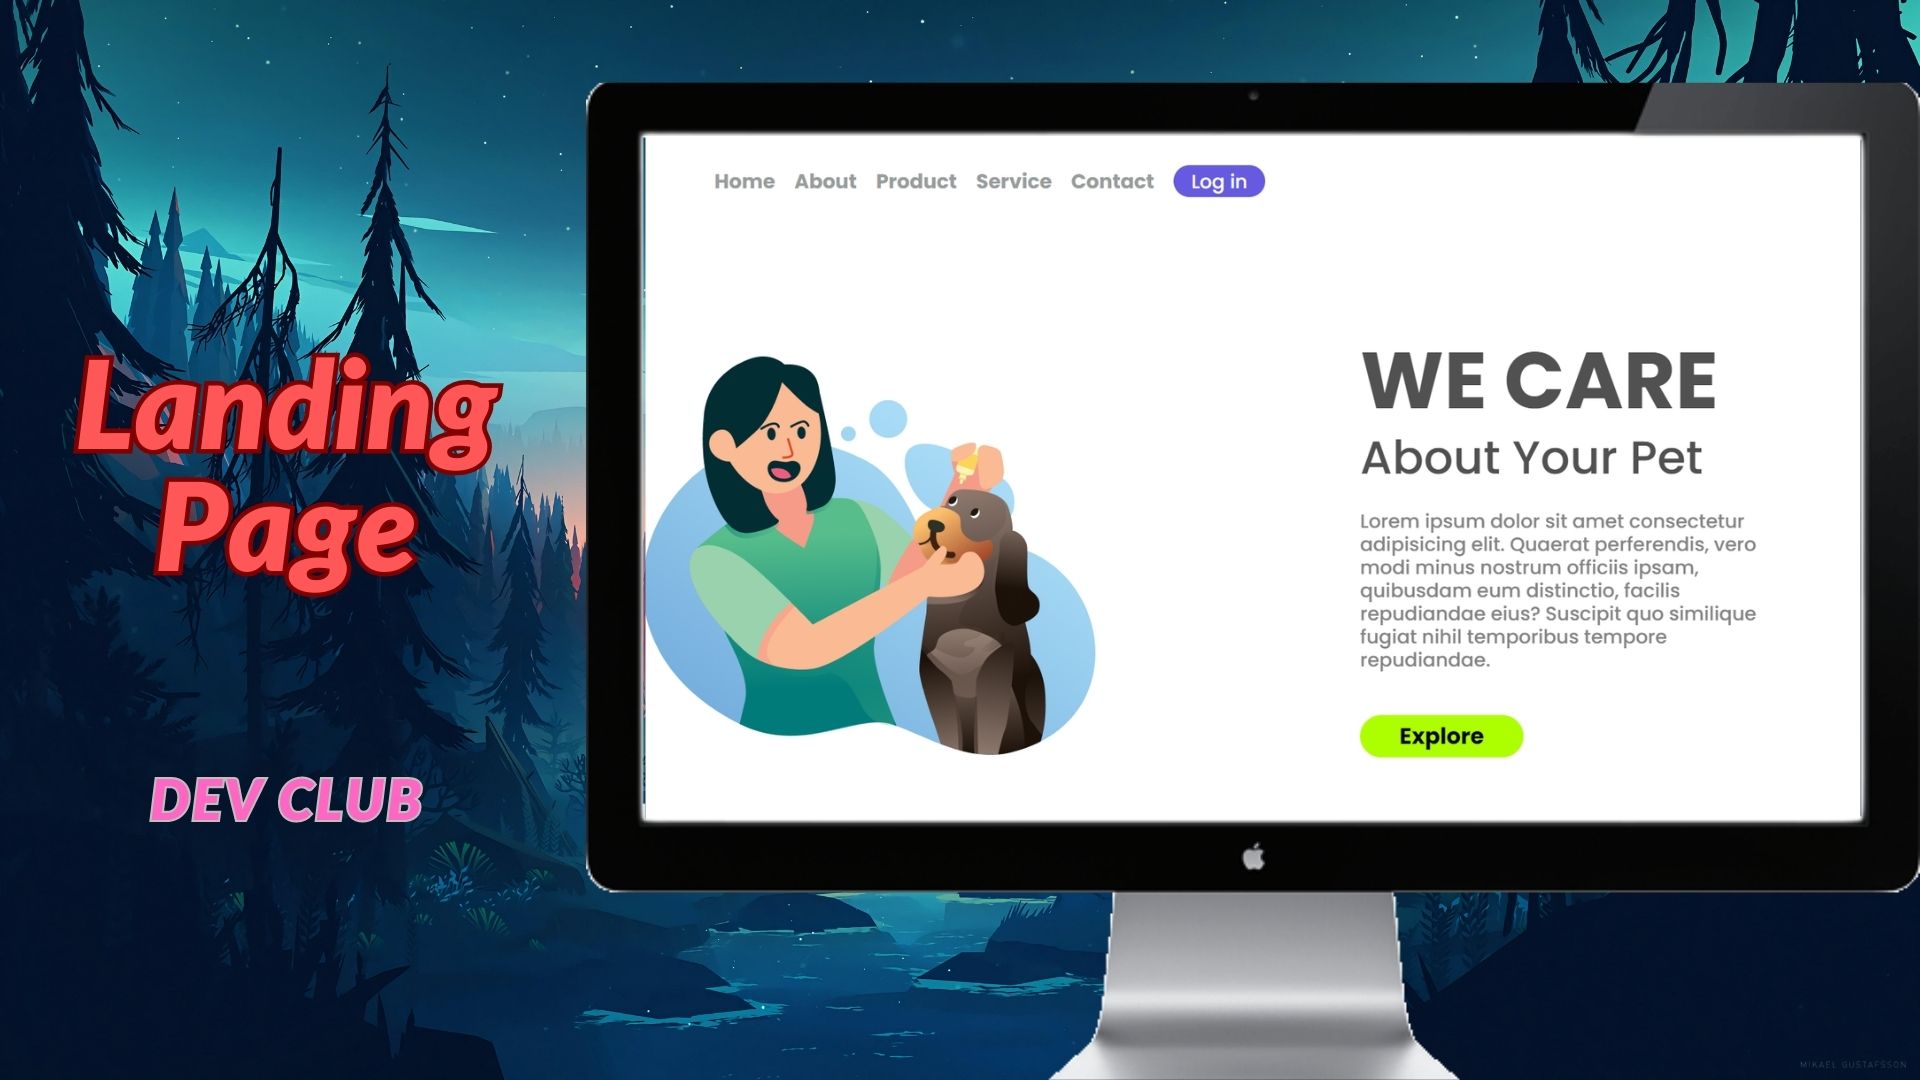 Landing
Page
DEV CLUB
Home About Product Service Contact Log in
WE CARE
About Your Pet
Lorem ipsum dolor sit amet consectetur
adipisicing elit. Quaerat perferendis, vero
modi minus nostrum officiis ipsam,
quibusdam eum distinctio, facilis
repudiandae eius? Suscipit quo similique
fugiat nihil temporibus tempore
repudiandae.
Explore
MIKAEL GUSTAFSSON